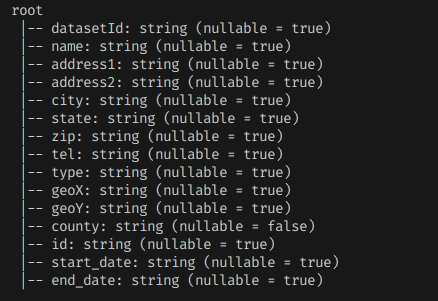 root
 |-- datasetId: string (nullable = true)
 |-- name: string (nullable = true)
 |-- address1: string (nullable = true)
 |-- address2: string (nullable = true)
 |-- city: string (nullable = true)
 |-- state: string (nullable = true)
 |-- zip: string (nullable = true)
 |-- tel: string (nullable = true)
 |-- type: string (nullable = true)
 |-- geoX: string (nullable = true)
 |-- geoY: string (nullable = true)
 |-- county: string (nullable = false)
 |-- id: string (nullable = true)
 |-- start_date: string (nullable = true)
 |-- end_date: string (nullable = true)